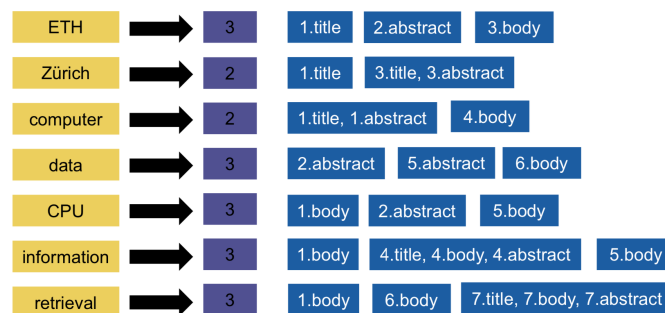 ETH 3 1.title 2.abstract 3.body
Zürich 2 1.title 3.title, 3.abstract
computer 2 1.title, 1.abstract 4.body
data 3 2.abstract 5.abstract 6.body
CPU 3 1.body 2.abstract 5.body
information 3 1.body 4.title, 4.body, 4.abstract 5.body
retrieval 3 1.body 6.body 7.title, 7.body, 7.abstract